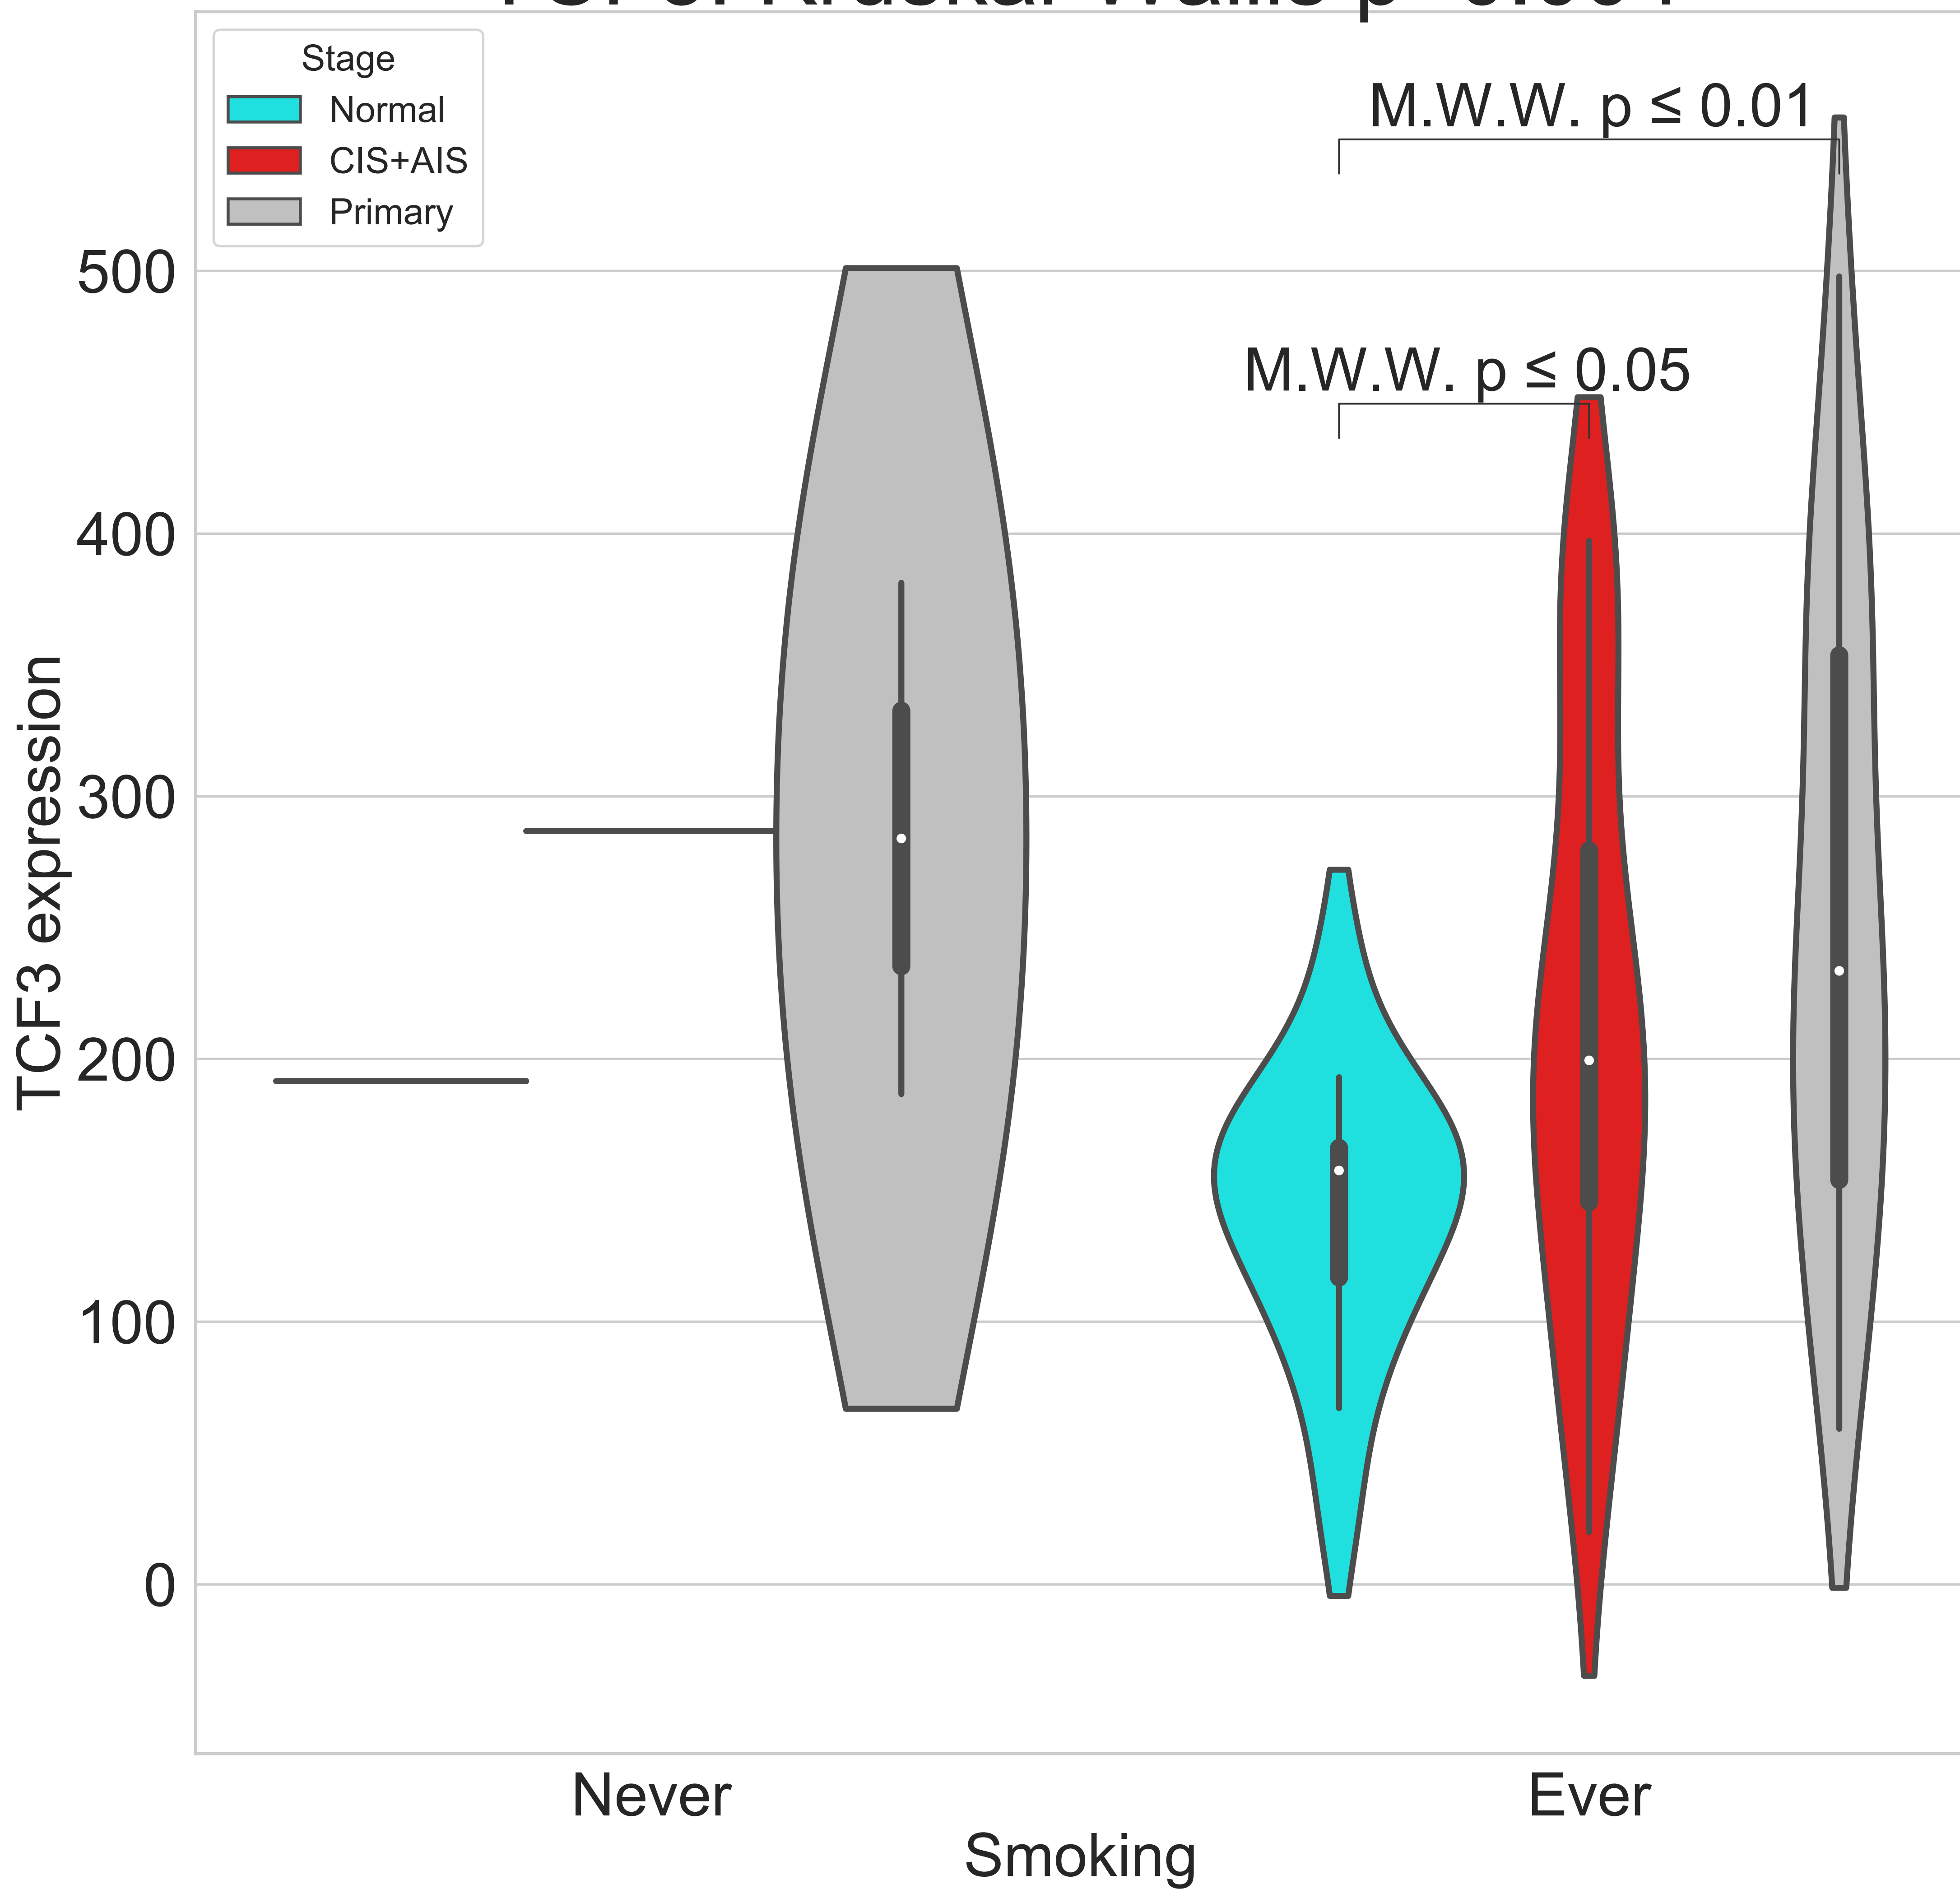 Stage
Normal
CIS+AIS
Primary
M.W.W. p ≤ 0.01
M.W.W. p ≤ 0.05
500
400
300
200
100
0
TCF3 expression
Never
Ever
Smoking